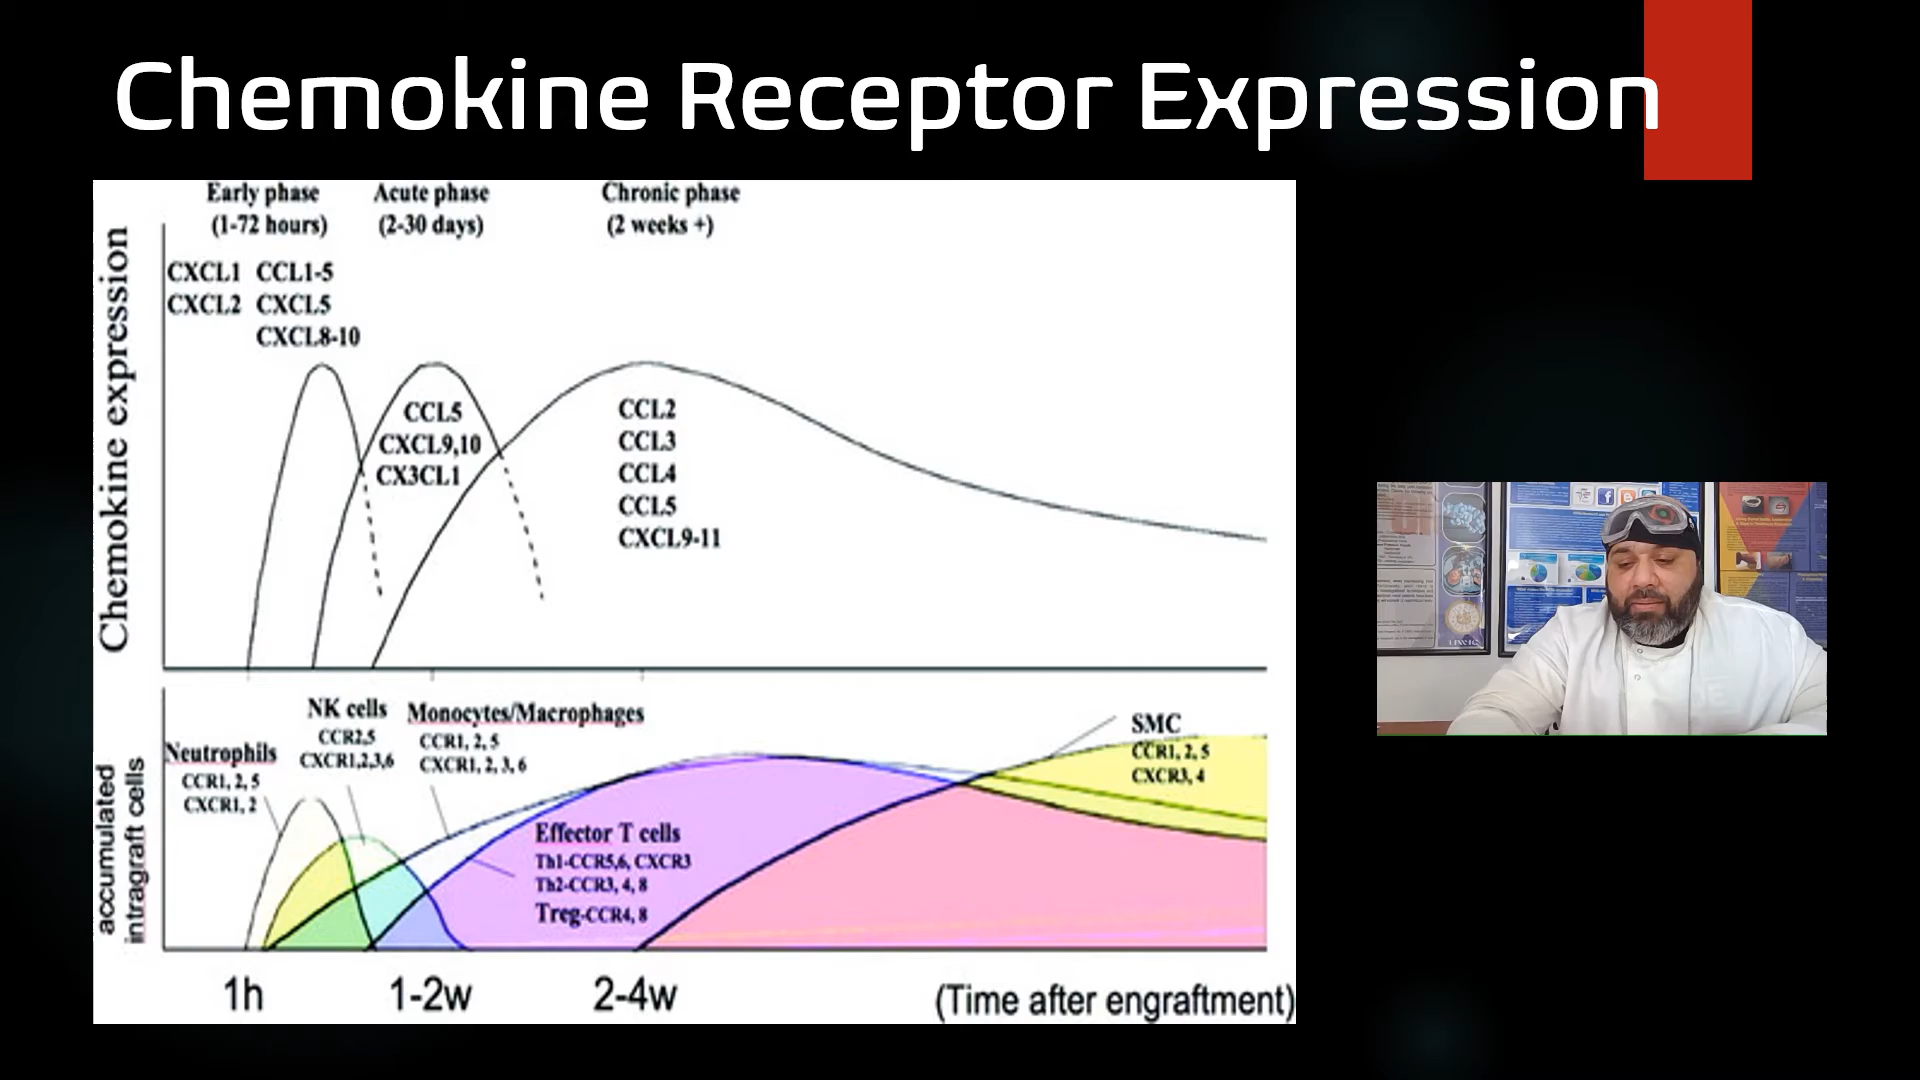 Chemokine Receptor Expression
Early phase
(1-72 hours)
Acute phase
(2-30 days)
Chronic phase
(2 weeks +)
Chemokine expression
CXCL1 CCL1-5
CXCL2 CXCL5
CXCL8-10
CCL5
CXCL9,10
CX3CL1
CCL2
CCL3
CCL4
CCL5
CXCL9-11
accumulated
intragraft cells
Neutrophils
CCR1, 2, 5
CXCR1, 2
NK cells
CCR2,5
CXCR1,2,3,6
Monocytes/Macrophages
CCR1, 2, 5
CXCR1, 2, 3, 6
Effector T cells
Th1-CCR5,6, CXCR3
Th2-CCR3, 4, 8
Treg-CCR4, 8
SMC
CCR1, 2, 5
CXCR3, 4
1h 1-2w 2-4w (Time after engraftment)